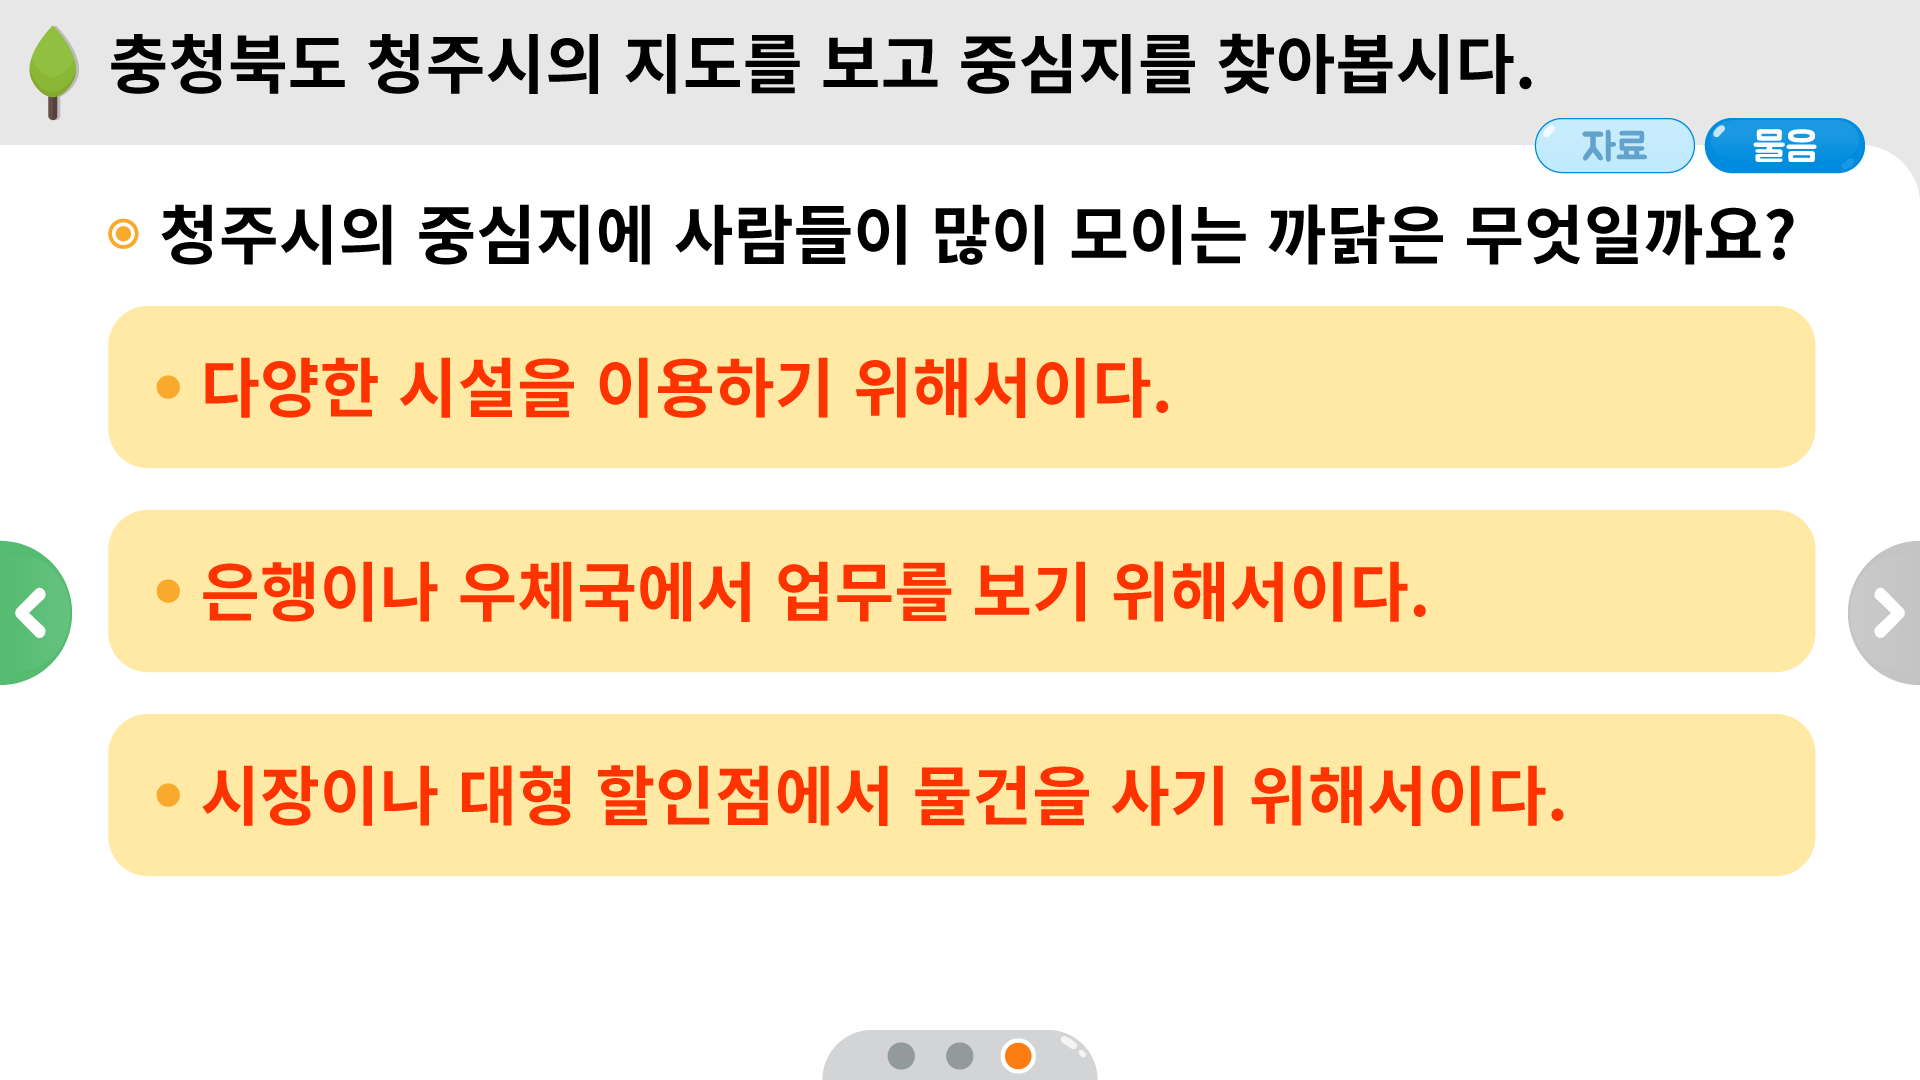 충청북도 청주시의 지도를 보고 중심지를 찾아봅시다.
자료
물음
청주시의 중심지에 사람들이 많이 모이는 까닭은 무엇일까요?
다양한 시설을 이용하기 위해서이다.
은행이나 우체국에서 업무를 보기 위해서이다.
시장이나 대형 할인점에서 물건을 사기 위해서이다.